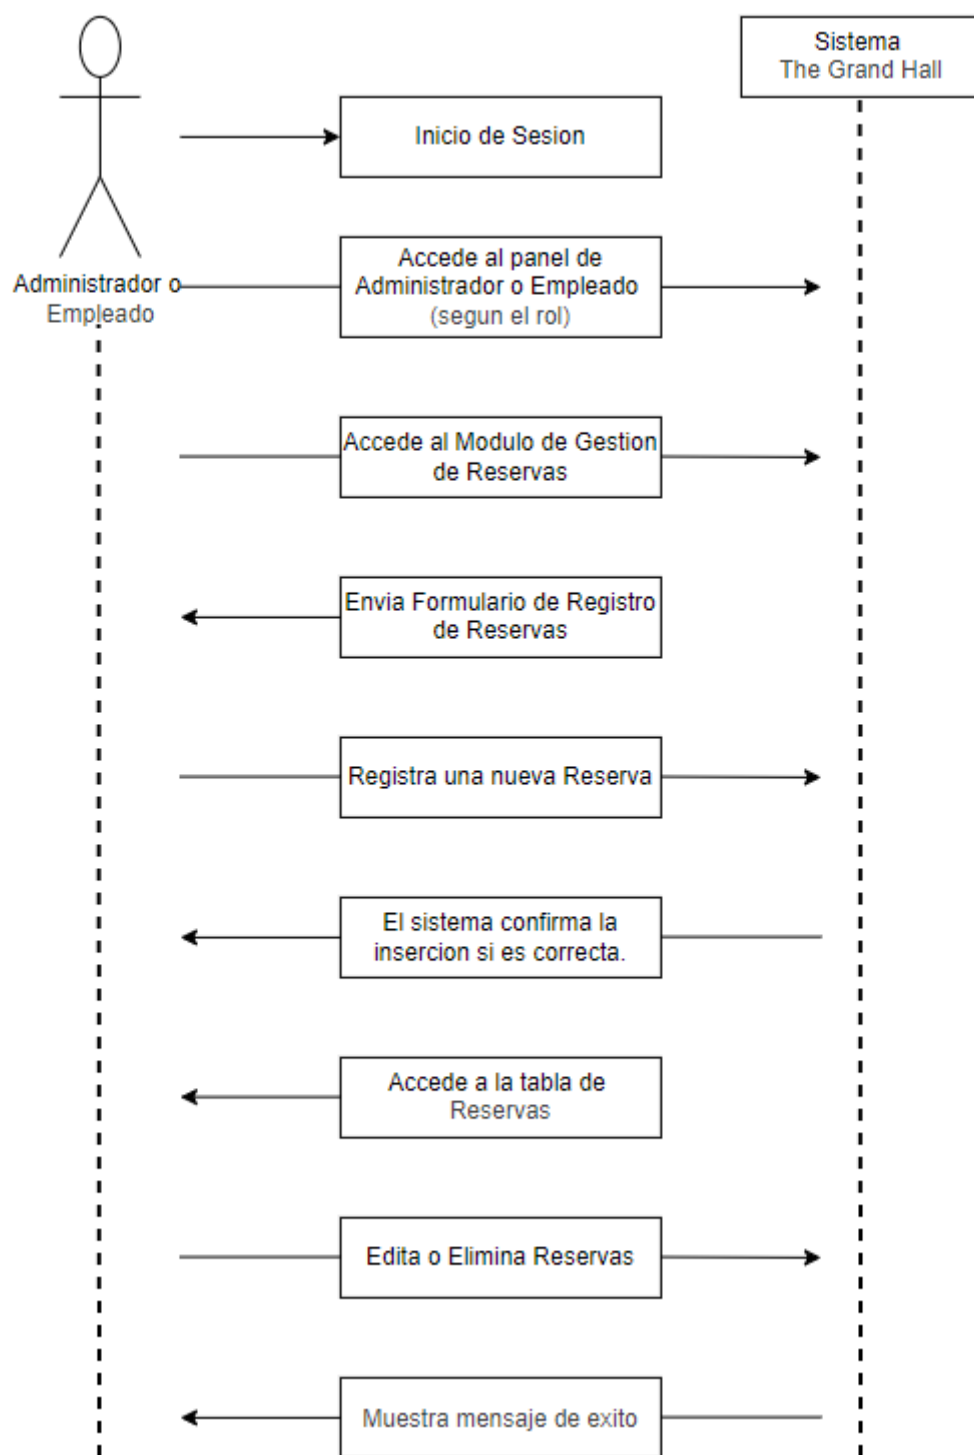 Sistema
The Grand Hall
Inicio de Sesion
Administrador o
Empleado
Accede al panel de
Administrador o Empleado
(segun el rol)
Accede al Modulo de Gestion
de Reservas
Envia Formulario de Registro
de Reservas
Registra una nueva Reserva
El sistema confirma la
insercion si es correcta.
Accede a la tabla de
Reservas
Edita o Elimina Reservas
Muestra mensaje de exito